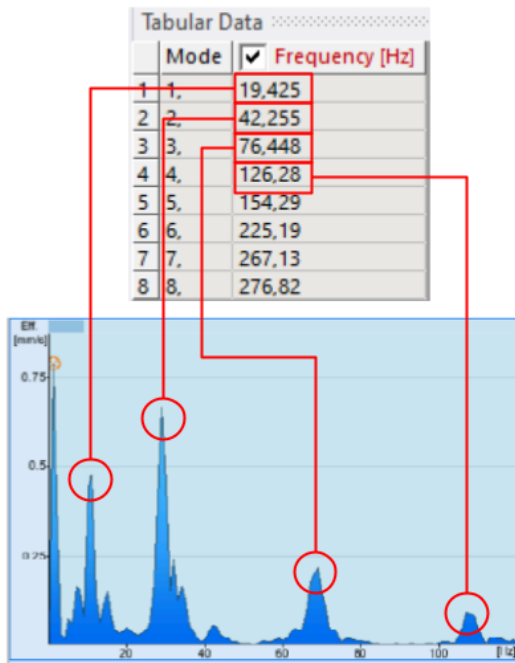 Tabular Data
Mode Frequency [Hz]
1 1, 19,425
2 2, 42,255
3 3, 76,448
4 4, 126,28
5 5, 154,29
6 6, 225,19
7 7, 267,13
8 8, 276,82
Eff.
[mm/s]
0.75
0.5
0.25
20 40 60 80 100 [Hz]